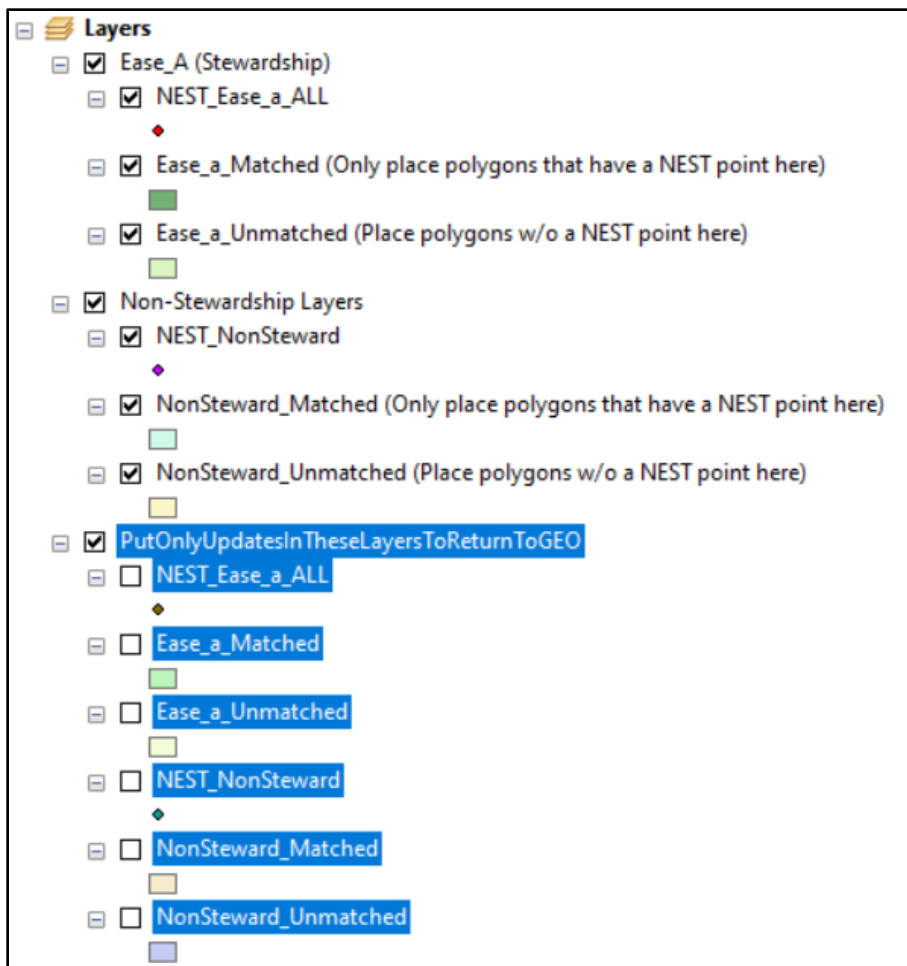 Layers
Ease_A (Stewardship)
NEST_Ease_a_ALL
Ease_a_Matched (Only place polygons that have a NEST point here)
Ease_a_Unmatched (Place polygons w/o a NEST point here)
Non-Stewardship Layers
NEST_NonSteward
NonSteward_Matched (Only place polygons that have a NEST point here)
NonSteward_Unmatched (Place polygons w/o a NEST point here)
PutOnlyUpdatesInTheseLayersToReturnToGEO
NEST_Ease_a_ALL
Ease_a_Matched
Ease_a_Unmatched
NEST_NonSteward
NonSteward_Matched
NonSteward_Unmatched